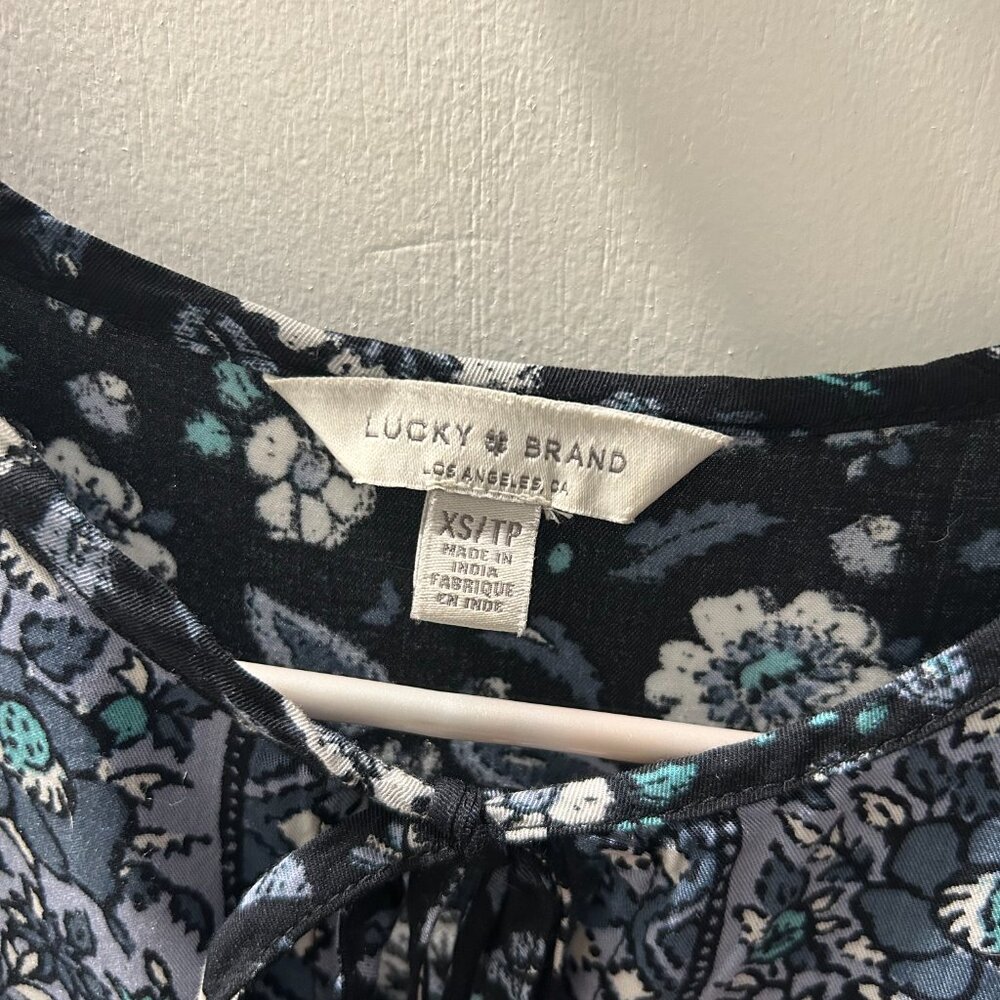 LUCKY BRAND
LOS ANGELES, CA
XS/TP
MADE IN
INDIA
FABRIQUE
EN INDE